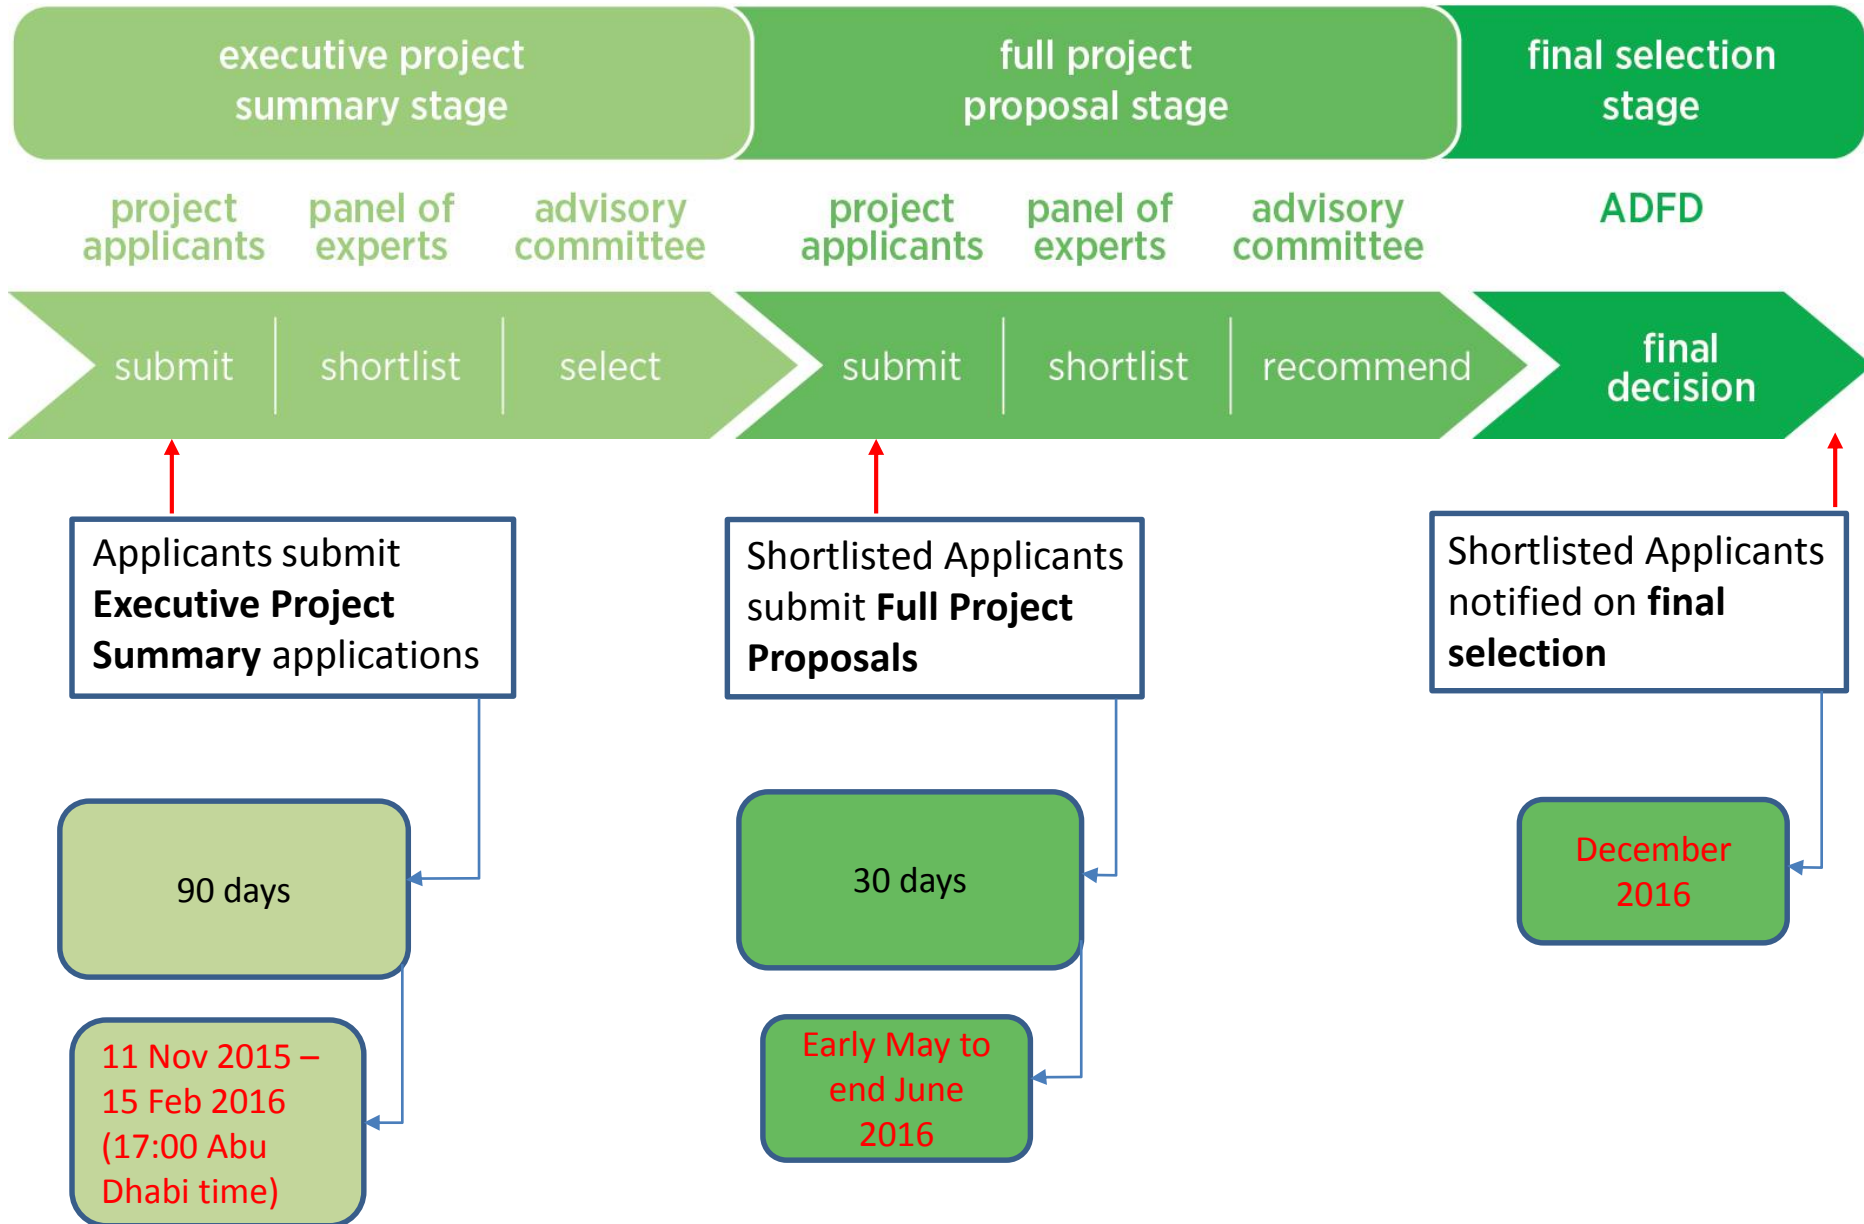 executive project
summary stage
full project
proposal stage
final selection
stage
project
applicants
panel of
experts
advisory
committee
project
applicants
panel of
experts
advisory
committee
ADFD
submit
shortlist
select
submit
shortlist
recommend
final
decision
Applicants submit
Executive Project
Summary applications
Shortlisted Applicants
submit Full Project
Proposals
Shortlisted Applicants
notified on final
selection
90 days
30 days
December
2016
11 Nov 2015 –
15 Feb 2016
(17:00 Abu
Dhabi time)
Early May to
end June
2016